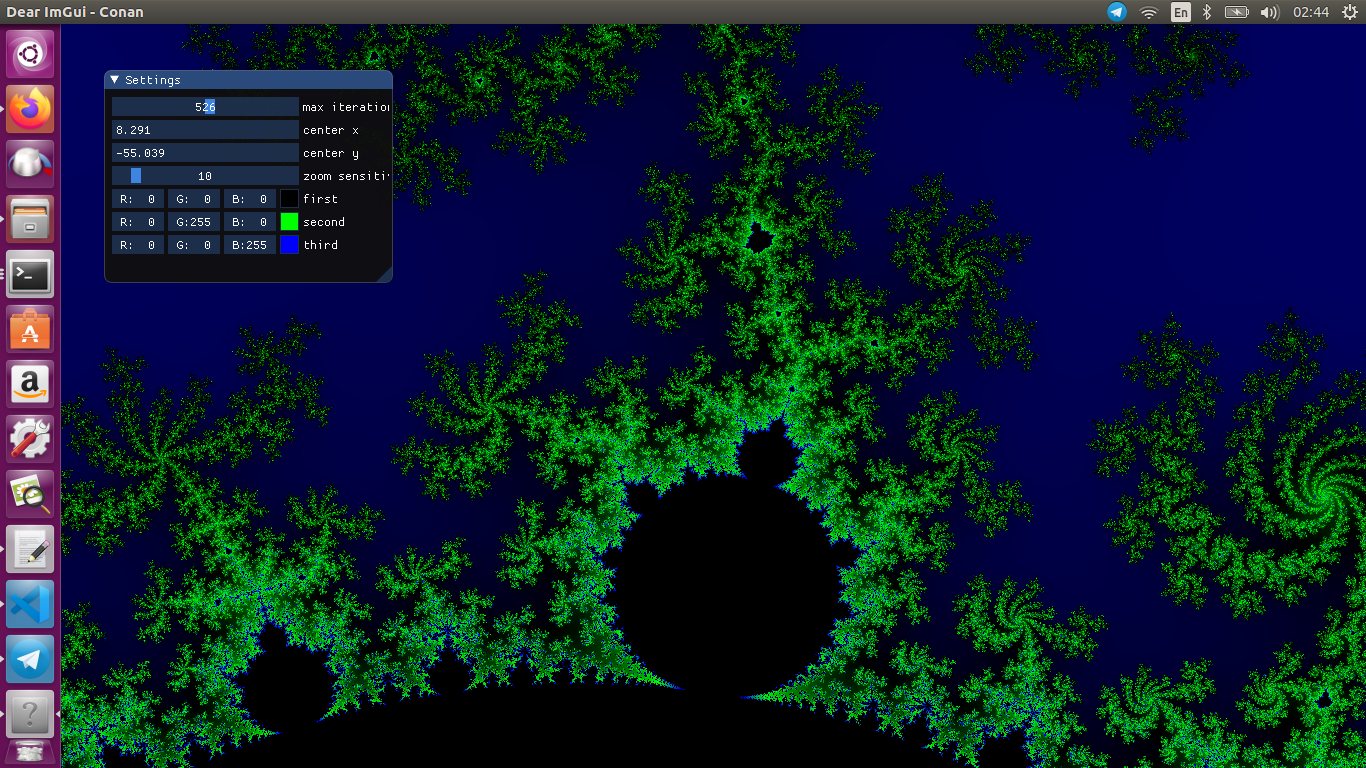 Dear ImGui - Conan
En
02:44
Settings
526 max iteration
8.291 center x
-55.039 center y
10 zoom sensiti
R: 0 G: 0 B: 0 first
R: 0 G:255 B: 0 second
R: 0 G: 0 B:255 third